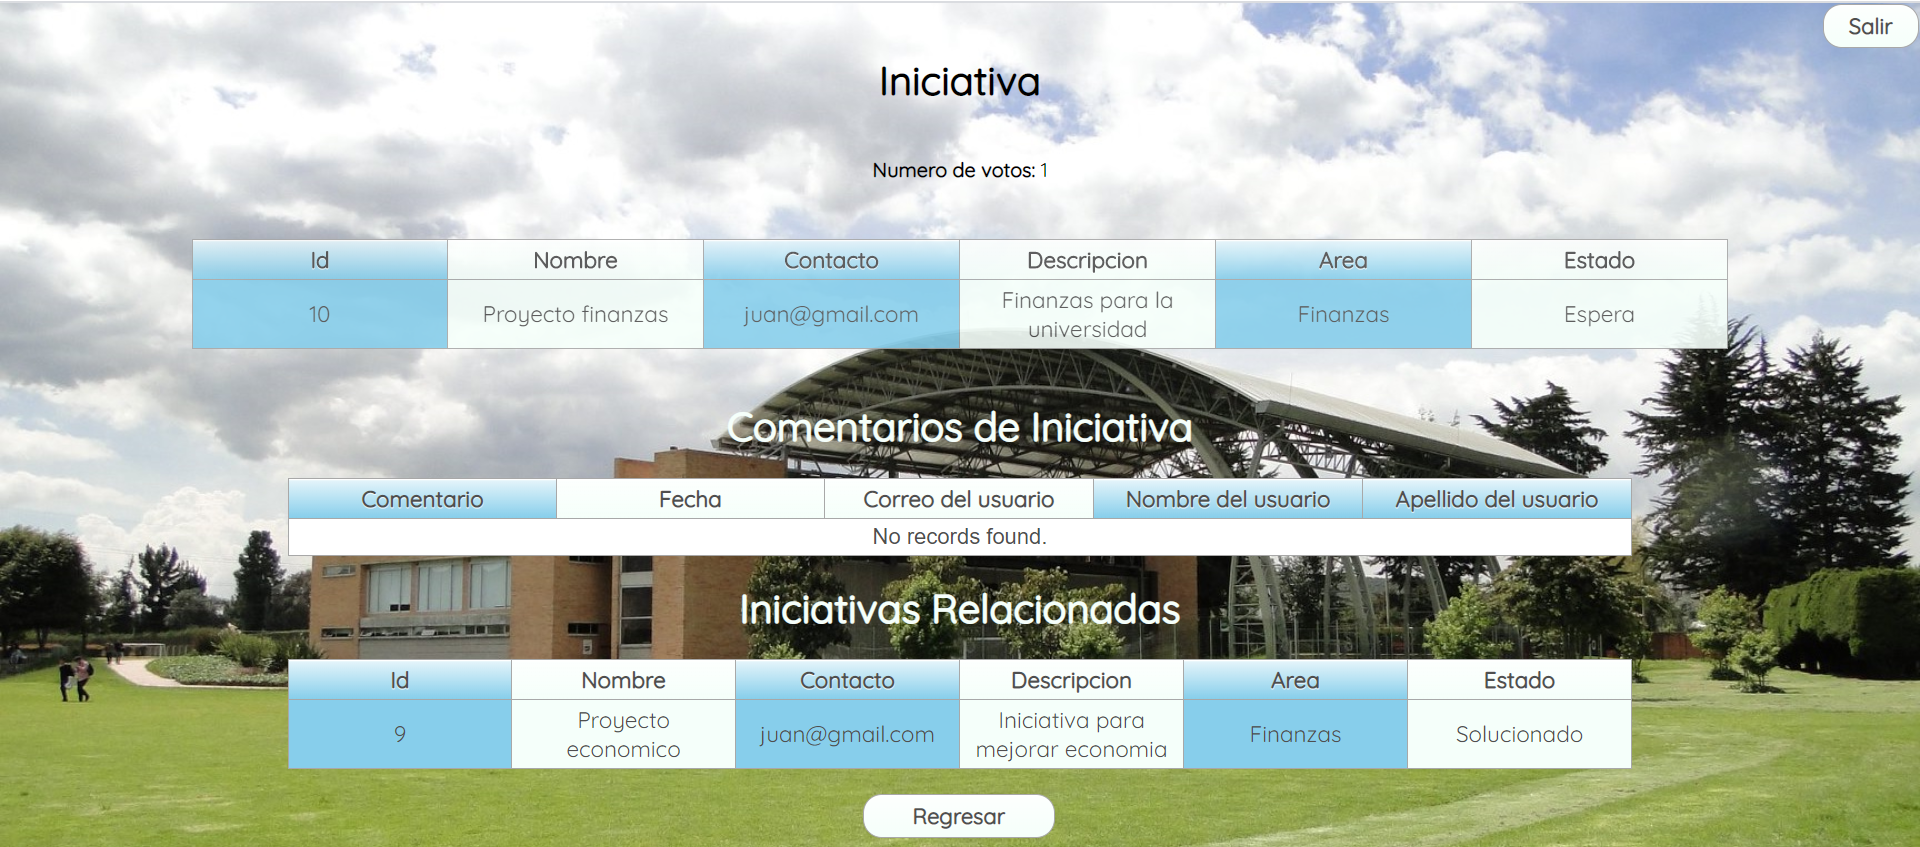 Salir
Iniciativa
Numero de votos: 1
Id Nombre Contacto Descripcion Area Estado
10 Proyecto finanzas juan@gmail.com Finanzas para la universidad Finanzas Espera
Comentarios de Iniciativa
Comentario Fecha Correo del usuario Nombre del usuario Apellido del usuario
No records found.
Iniciativas Relacionadas
Id Nombre Contacto Descripcion Area Estado
9 Proyecto economico juan@gmail.com Iniciativa para mejorar economia Finanzas Solucionado
Regresar